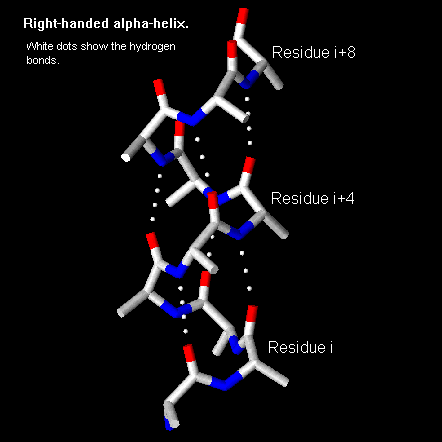 Right-handed alpha-helix.
White dots show the hydrogen
bonds.
Residue i+8
Residue i+4
Residue i